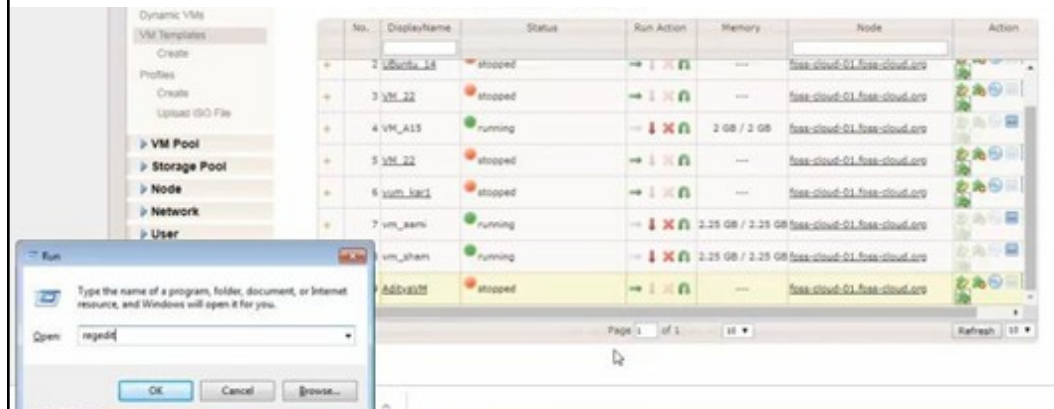 Dynamic VMs
VM Templates
Create
Profiles
Create
Upload ISO File
VM Pool
Storage Pool
Node
Network
User
No. DisplayName Status Run Action Memory Node Action
2 UBuntu_14 stopped --- foss-cloud-01.foss-cloud.org
3 VM_22 stopped --- foss-cloud-01.foss-cloud.org
4 VM_A15 running 2 GB / 2 GB foss-cloud-01.foss-cloud.org
5 VM_22 stopped --- foss-cloud-01.foss-cloud.org
6 vum_kar1 stopped --- foss-cloud-01.foss-cloud.org
7 vm_sami running 2.25 GB / 2.25 GB foss-cloud-01.foss-cloud.org
vm_sham running 2.25 GB / 2.25 GB foss-cloud-01.foss-cloud.org
AdityaVM stopped --- foss-cloud-01.foss-cloud.org
Page 1 of 1 10 Refresh 10
Run
Type the name of a program, folder, document, or Internet
resource, and Windows will open it for you.
Open: regedit
OK Cancel Browse...